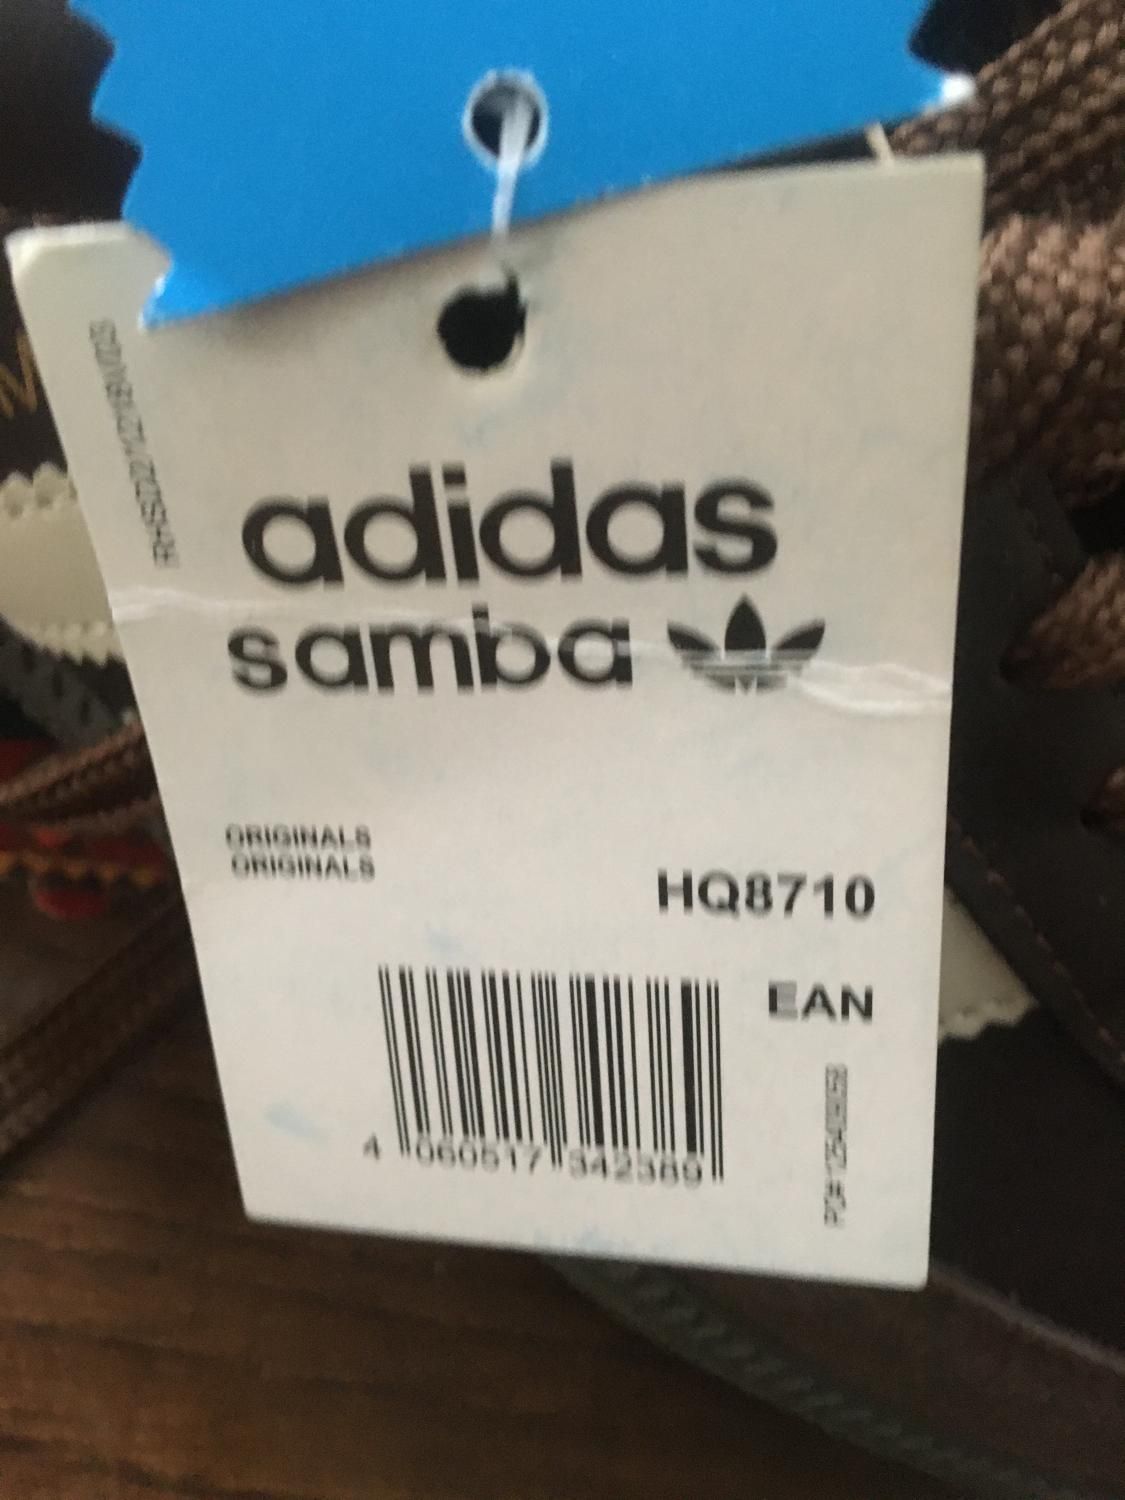 adidas
samba
ORIGINALS
ORIGINALS
HQ8710
EAN
4 060517 342389